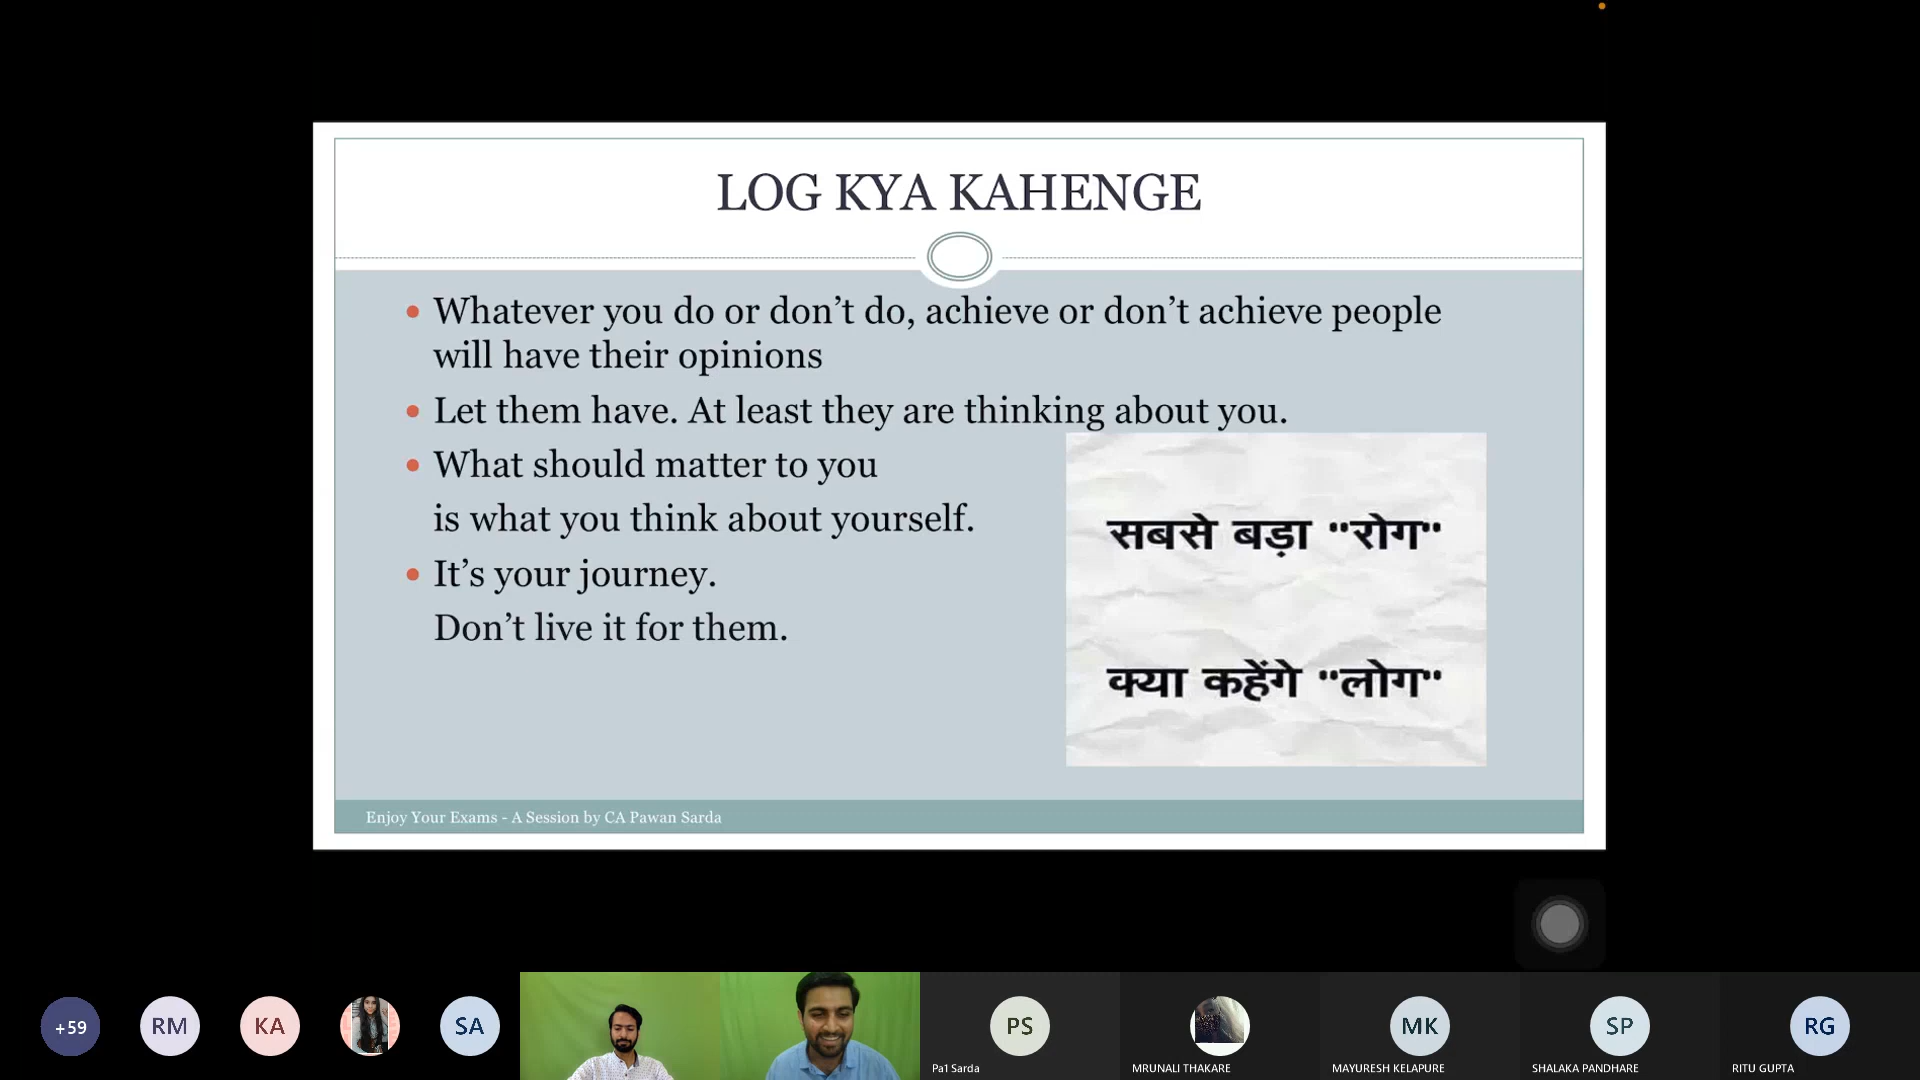 LOG KYA KAHENGE
Whatever you do or don’t do, achieve or don’t achieve people
will have their opinions
Let them have. At least they are thinking about you.
What should matter to you
is what you think about yourself.
It’s your journey.
Don’t live it for them.
सबसे बड़ा "रोग"
क्या कहेंगे "लोग"
Enjoy Your Exams - A Session by CA Pawan Sarda
+59
RM
KA
SA
PS
MK
SP
RG
Pa1 Sarda
MRUNALI THAKARE
MAYURESH KELAPURE
SHALAKA PANDHARE
RITU GUPTA